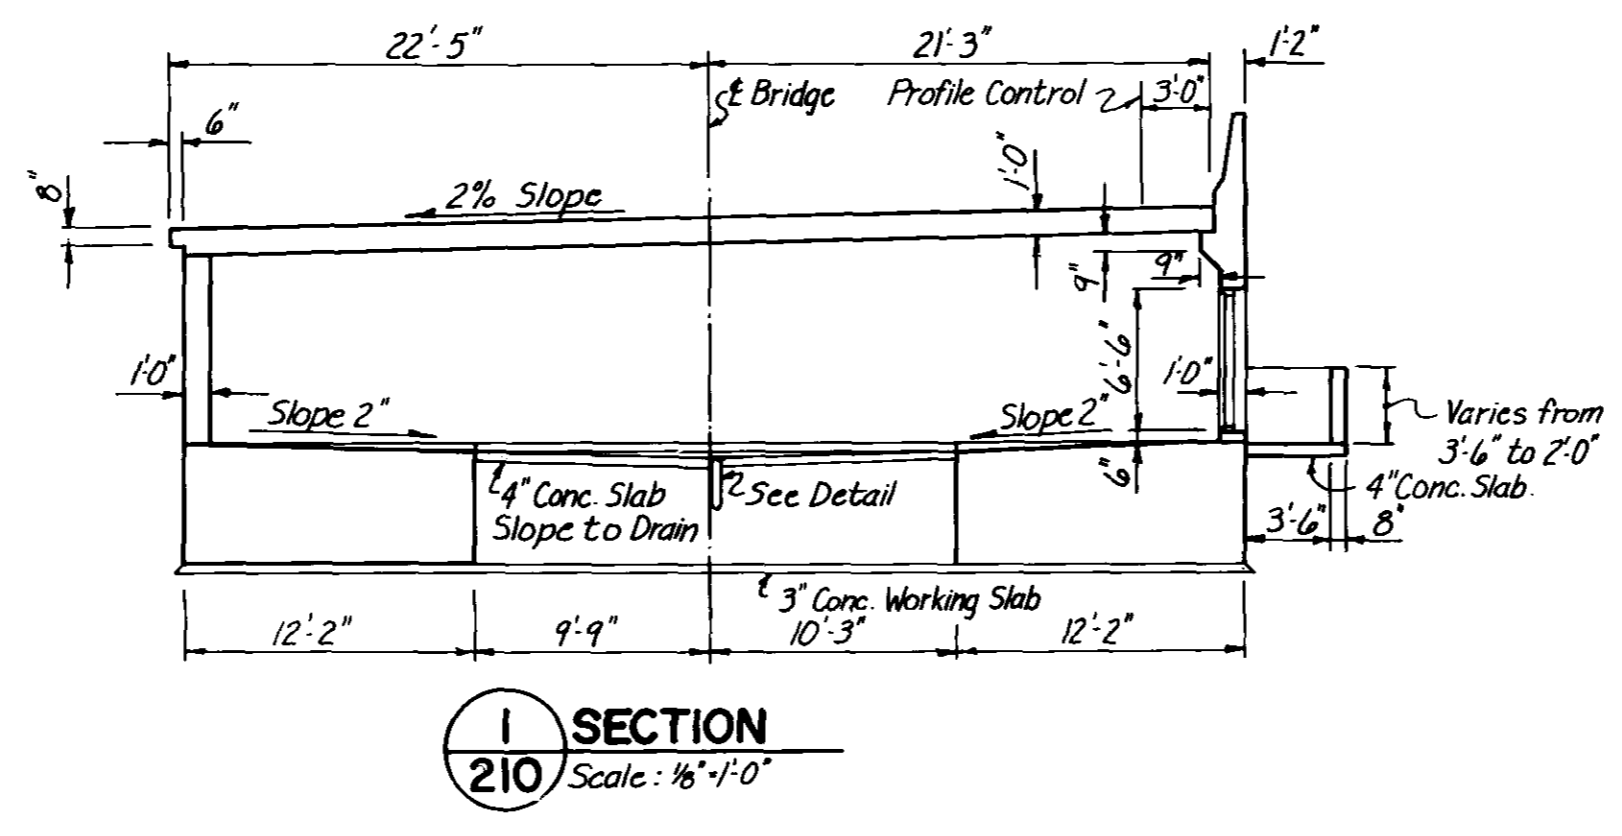 22'-5"
21'-3"
1'-2"
℄ Bridge
Profile Control
3'-0"
6"
8"
2% Slope
1'-0"
9"
9"
6'-6"
1'-0"
1'-0"
Slope 2"
Slope 2"
Varies from
3'-6" to 2'-0"
6"
4" Conc. Slab
Slope to Drain
See Detail
4" Conc. Slab.
3'-6"
8"
3" Conc. Working Slab
12'-2"
9'-9"
10'-3"
12'-2"
1
210
SECTION
Scale: 1/8"=1'-0"